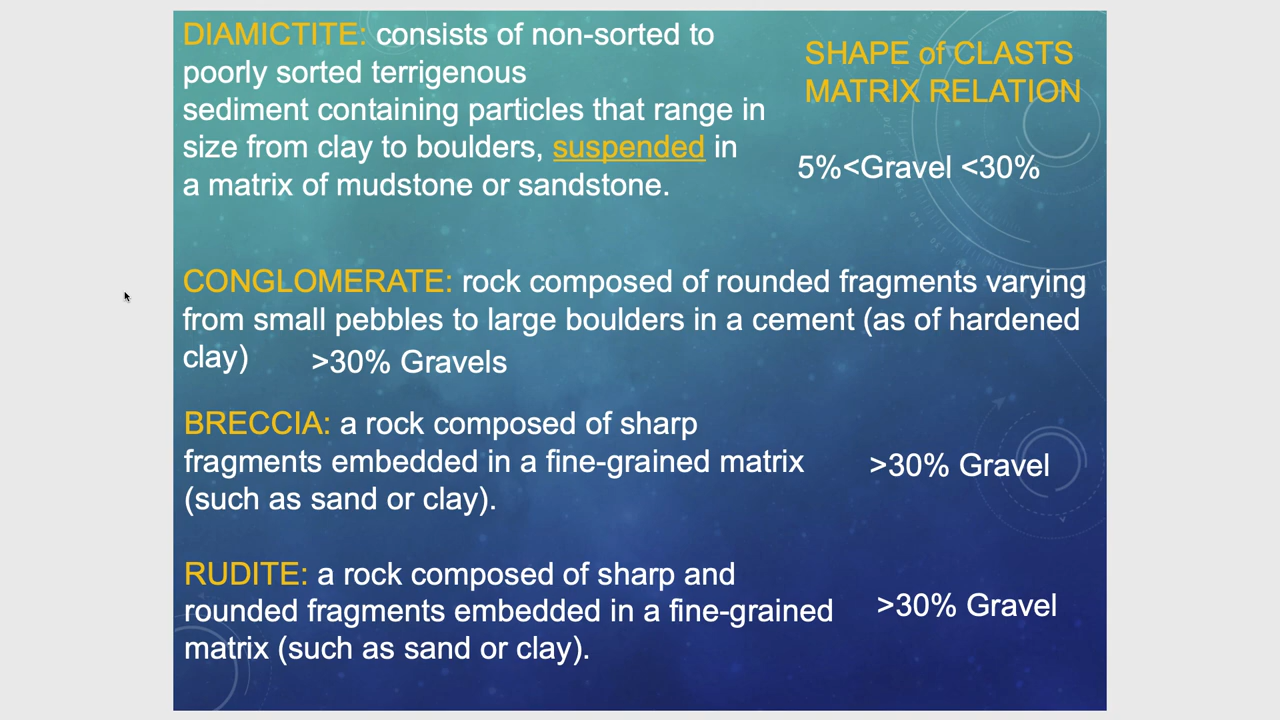 DIAMICTITE: consists of non-sorted to
poorly sorted terrigenous
sediment containing particles that range in
size from clay to boulders, suspended in
a matrix of mudstone or sandstone.
SHAPE of CLASTS
MATRIX RELATION
5%<Gravel <30%
CONGLOMERATE: rock composed of rounded fragments varying
from small pebbles to large boulders in a cement (as of hardened
clay) >30% Gravels
BRECCIA: a rock composed of sharp
fragments embedded in a fine-grained matrix
(such as sand or clay).
>30% Gravel
RUDITE: a rock composed of sharp and
rounded fragments embedded in a fine-grained
matrix (such as sand or clay).
>30% Gravel